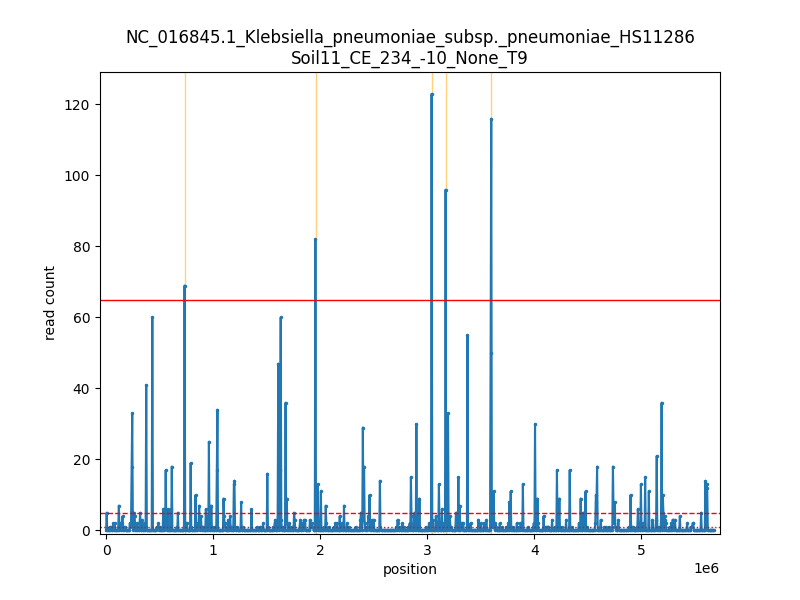 NC_016845.1_Klebsiella_pneumoniae_subsp._pneumoniae_HS11286
Soil11_CE_234_-10_None_T9
120
100
80
60
40
20
0
read count
0 1 2 3 4 5
1e6
position